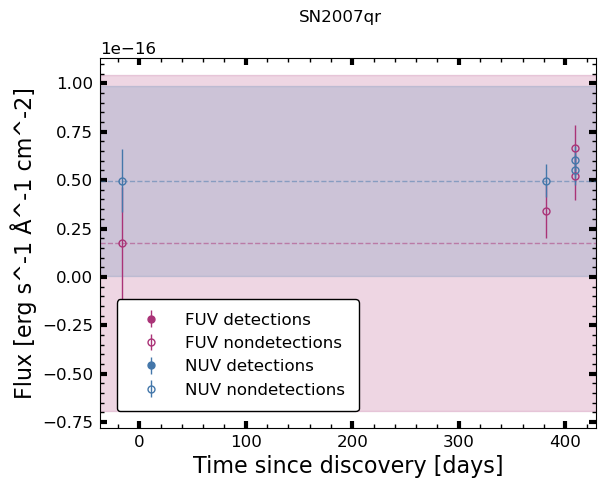 SN2007qr
1e−16
1.00
0.75
0.50
0.25
0.00
−0.25
−0.50
−0.75
Flux [erg s^-1 Å^-1 cm^-2]
FUV detections
FUV nondetections
NUV detections
NUV nondetections
0 100 200 300 400
Time since discovery [days]